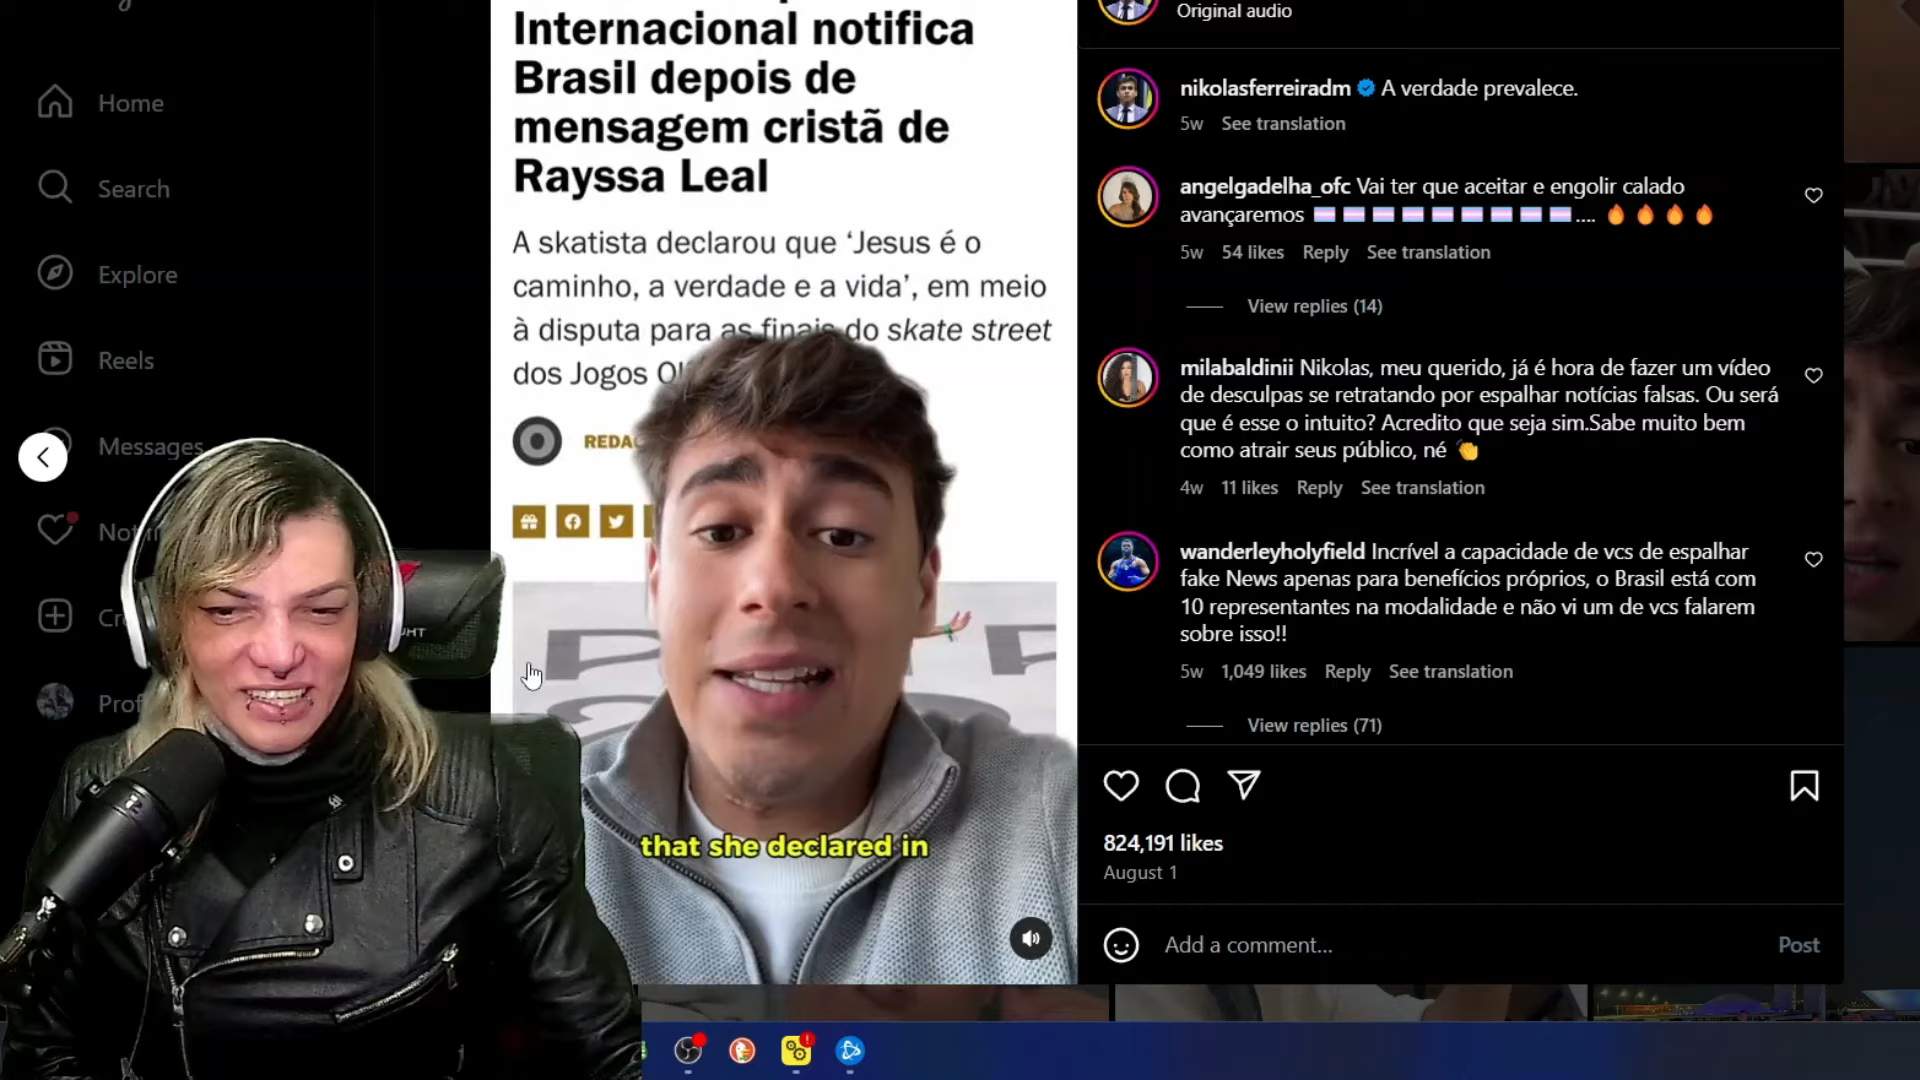 Home
Search
Explore
Reels
Messages
Internacional notifica
Brasil depois de
mensagem cristã de
Rayssa Leal
A skatista declarou que ‘Jesus é o
caminho, a verdade e a vida’, em meio
à disputa para as finais do skate street
dos Jogos
that she declared in
Original audio
nikolasferreiradm A verdade prevalece.
5w See translation
angelgadelha_ofc Vai ter que aceitar e engolir calado
avançaremos .... 🔥🔥🔥🔥
5w 54 likes Reply See translation
View replies (14)
milabaldinii Nikolas, meu querido, já é hora de fazer um vídeo
de desculpas se retratando por espalhar notícias falsas. Ou será
que é esse o intuito? Acredito que seja sim.Sabe muito bem
como atrair seus público, né 👏
4w 11 likes Reply See translation
wanderleyholyfield Incrível a capacidade de vcs de espalhar
fake News apenas para benefícios próprios, o Brasil está com
10 representantes na modalidade e não vi um de vcs falarem
sobre isso!!
5w 1,049 likes Reply See translation
View replies (71)
824,191 likes
August 1
Add a comment... Post